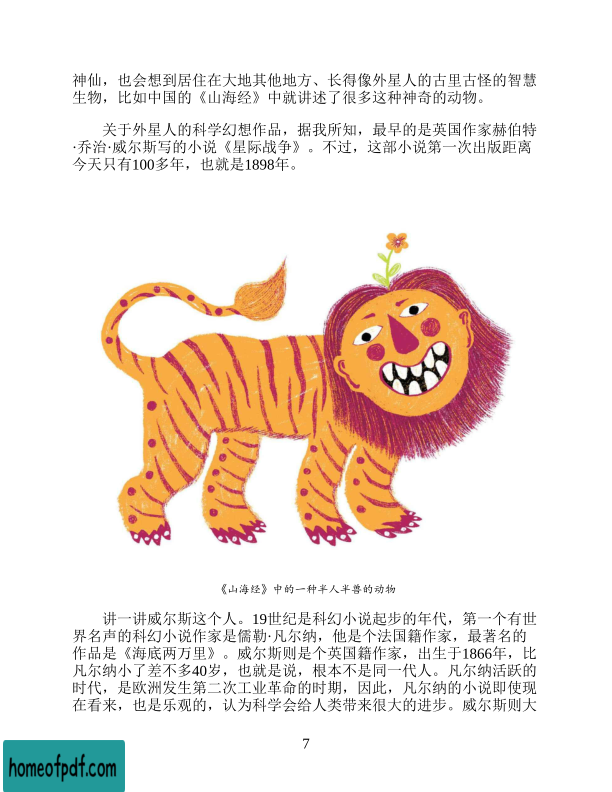 神仙，也会想到居住在大地其他地方、长得像外星人的古里古怪的智慧
生物，比如中国的《山海经》中就讲述了很多这种神奇的动物。
关于外星人的科学幻想作品，据我所知，最早的是英国作家赫伯特
·乔治·威尔斯写的小说《星际战争》。不过，这部小说第一次出版距离
今天只有100多年，也就是1898年。
《山海经》中的一种半人半兽的动物
讲一讲威尔斯这个人。19世纪是科幻小说起步的年代，第一个有世
界名声的科幻小说作家是儒勒·凡尔纳，他是个法国籍作家，最著名的
作品是《海底两万里》。威尔斯则是个英国籍作家，出生于1866年，比
凡尔纳小了差不多40岁，也就是说，根本不是同一代人。凡尔纳活跃的
时代，是欧洲发生第二次工业革命的时期，因此，凡尔纳的小说即使现
在看来，也是乐观的，认为科学会给人类带来很大的进步。威尔斯则大
7
homeofpdf.com